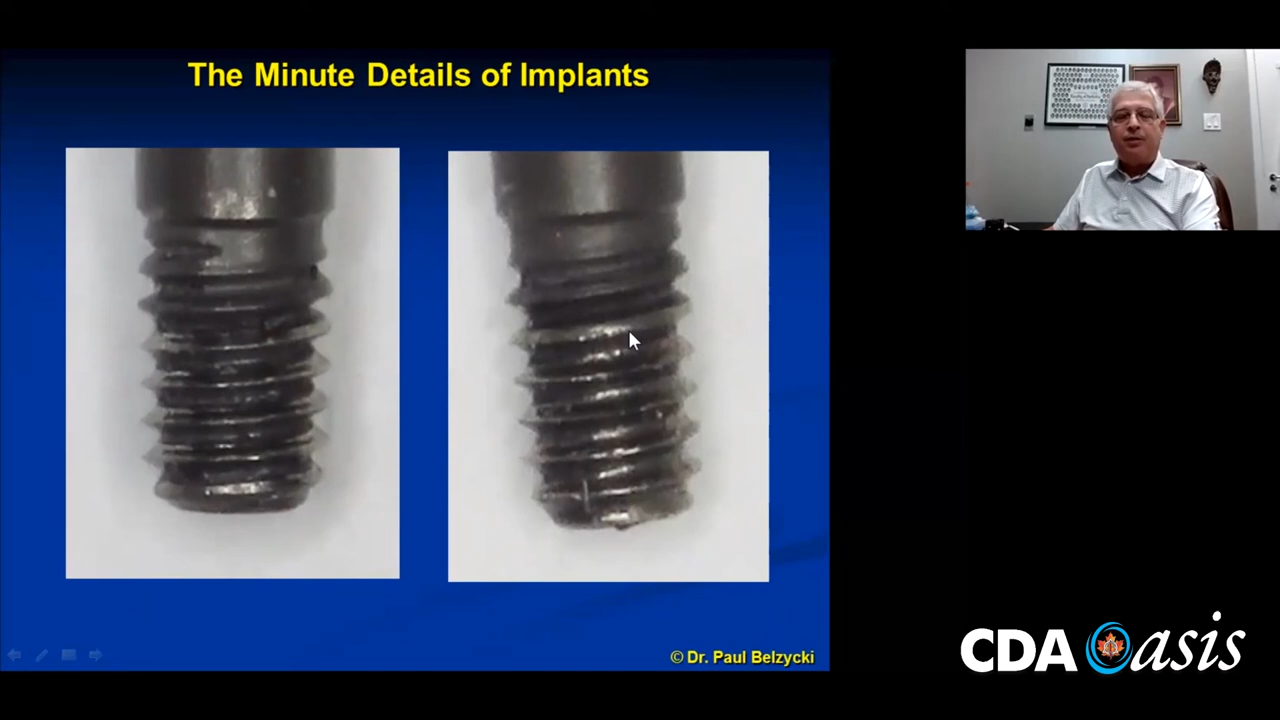 The Minute Details of Implants
© Dr. Paul Belzycki
CDA Oasis